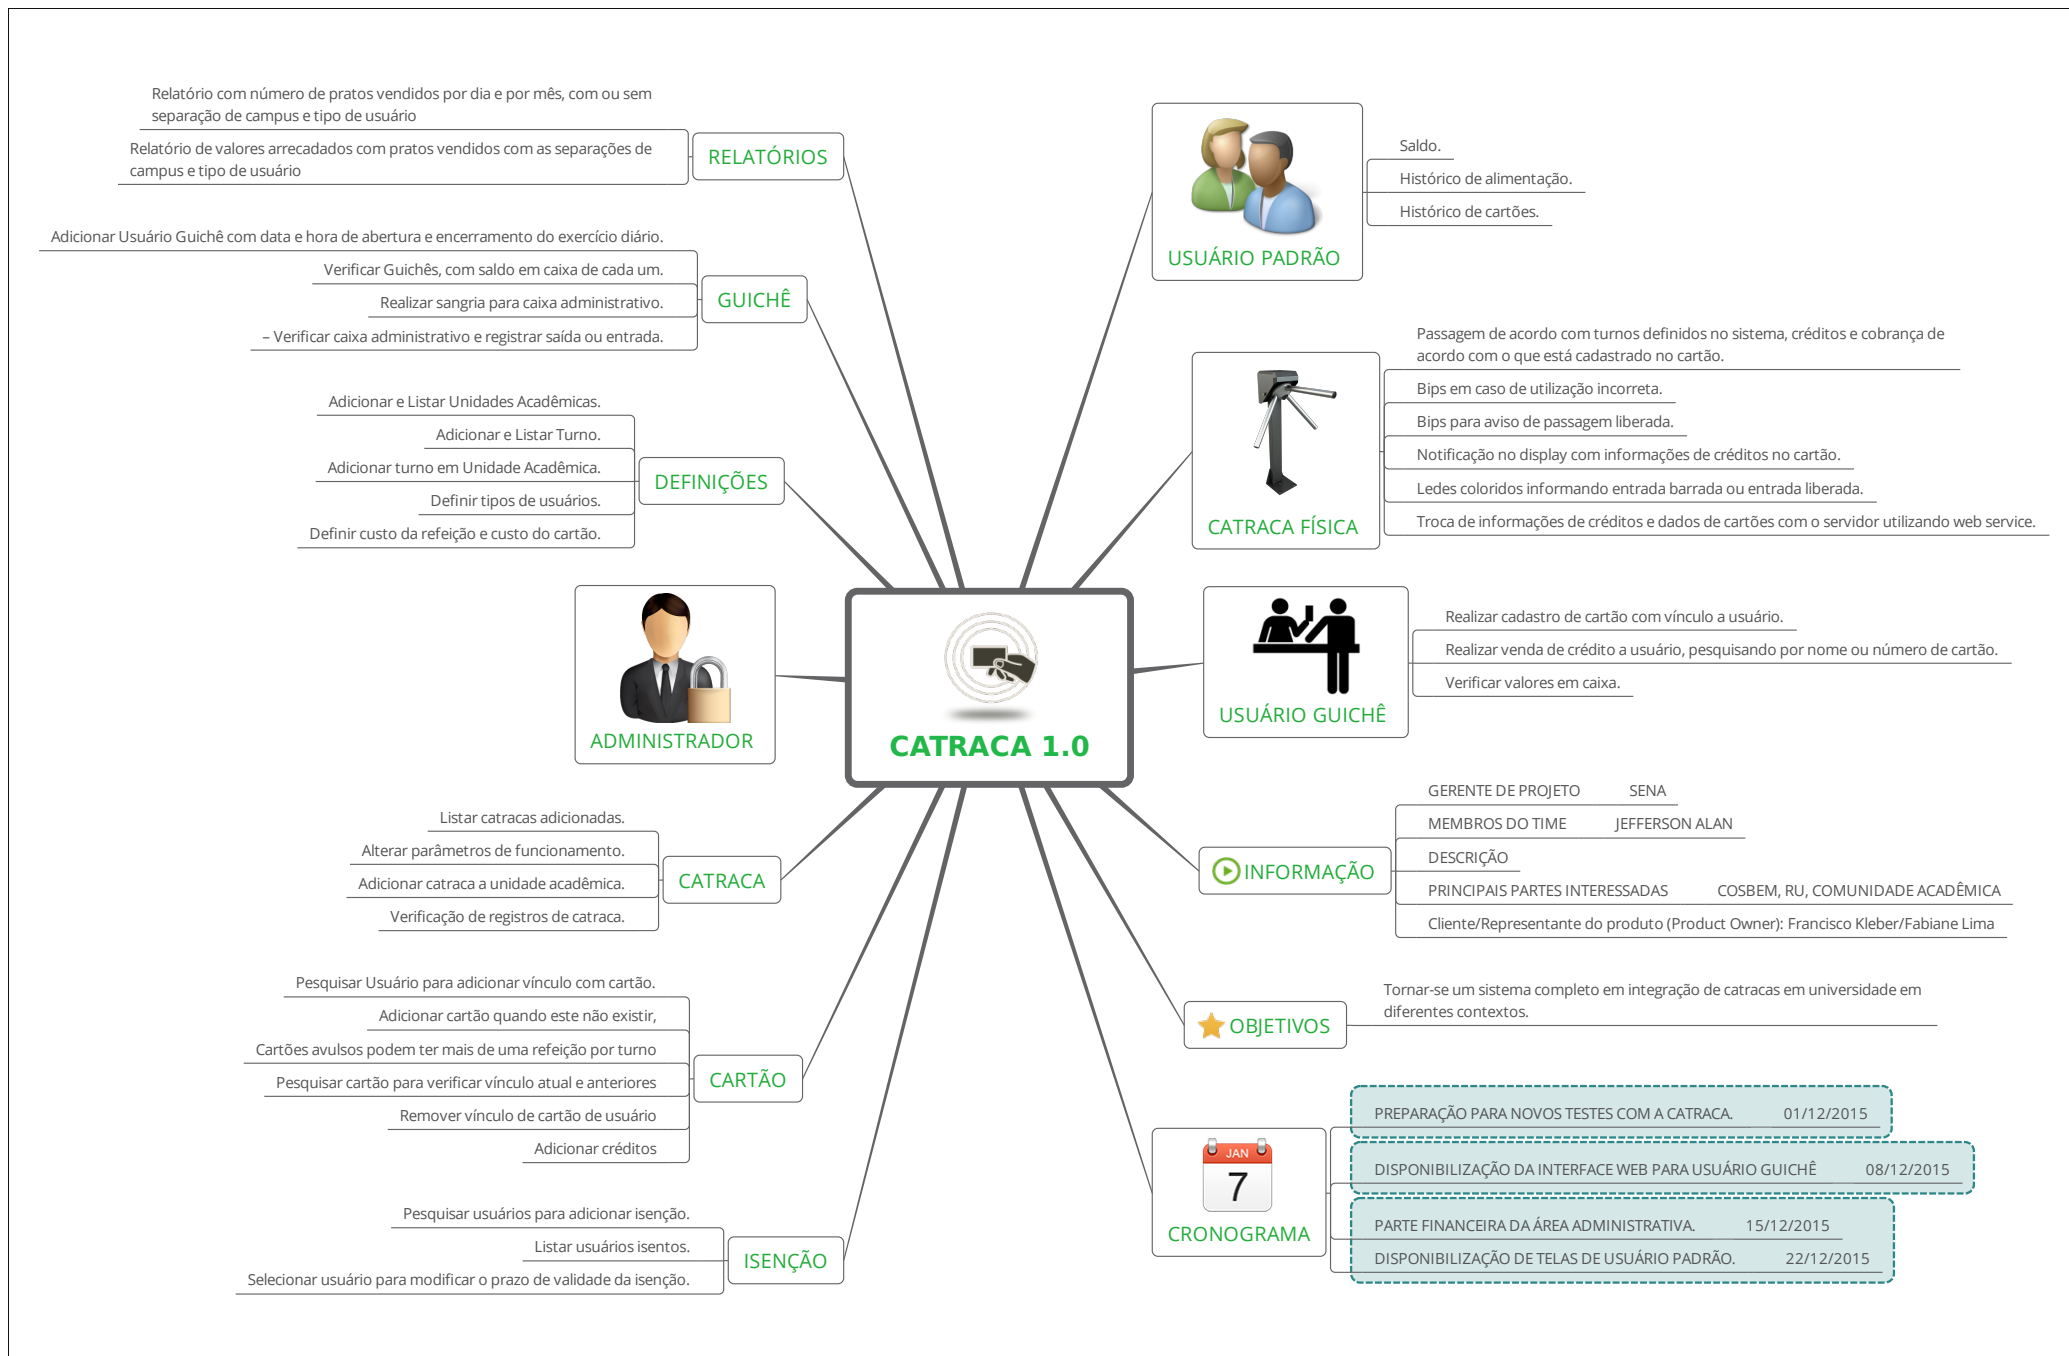 Relatório com número de pratos vendidos por dia e por mês, com ou sem
separação de campus e tipo de usuário
Relatório de valores arrecadados com pratos vendidos com as separações de
campus e tipo de usuário
RELATÓRIOS
Adicionar Usuário Guichê com data e hora de abertura e encerramento do exercício diário.
Verificar Guichês, com saldo em caixa de cada um.
Realizar sangria para caixa administrativo.
– Verificar caixa administrativo e registrar saída ou entrada.
GUICHÊ
Adicionar e Listar Unidades Acadêmicas.
Adicionar e Listar Turno.
Adicionar turno em Unidade Acadêmica.
Definir tipos de usuários.
Definir custo da refeição e custo do cartão.
DEFINIÇÕES
ADMINISTRADOR
Listar catracas adicionadas.
Alterar parâmetros de funcionamento.
Adicionar catraca a unidade acadêmica.
Verificação de registros de catraca.
CATRACA
Pesquisar Usuário para adicionar vínculo com cartão.
Adicionar cartão quando este não existir,
Cartões avulsos podem ter mais de uma refeição por turno
Pesquisar cartão para verificar vínculo atual e anteriores
Remover vínculo de cartão de usuário
Adicionar créditos
CARTÃO
Pesquisar usuários para adicionar isenção.
Listar usuários isentos.
Selecionar usuário para modificar o prazo de validade da isenção.
ISENÇÃO
CATRACA 1.0
USUÁRIO PADRÃO
Saldo.
Histórico de alimentação.
Histórico de cartões.
CATRACA FÍSICA
Passagem de acordo com turnos definidos no sistema, créditos e cobrança de
acordo com o que está cadastrado no cartão.
Bips em caso de utilização incorreta.
Bips para aviso de passagem liberada.
Notificação no display com informações de créditos no cartão.
Ledes coloridos informando entrada barrada ou entrada liberada.
Troca de informações de créditos e dados de cartões com o servidor utilizando web service.
USUÁRIO GUICHÊ
Realizar cadastro de cartão com vínculo a usuário.
Realizar venda de crédito a usuário, pesquisando por nome ou número de cartão.
Verificar valores em caixa.
INFORMAÇÃO
GERENTE DE PROJETO SENA
MEMBROS DO TIME JEFFERSON ALAN
DESCRIÇÃO
PRINCIPAIS PARTES INTERESSADAS COSBEM, RU, COMUNIDADE ACADÊMICA
Cliente/Representante do produto (Product Owner): Francisco Kleber/Fabiane Lima
OBJETIVOS
Tornar-se um sistema completo em integração de catracas em universidade em
diferentes contextos.
JAN
7
CRONOGRAMA
PREPARAÇÃO PARA NOVOS TESTES COM A CATRACA. 01/12/2015
DISPONIBILIZAÇÃO DA INTERFACE WEB PARA USUÁRIO GUICHÊ 08/12/2015
PARTE FINANCEIRA DA ÁREA ADMINISTRATIVA. 15/12/2015
DISPONIBILIZAÇÃO DE TELAS DE USUÁRIO PADRÃO. 22/12/2015